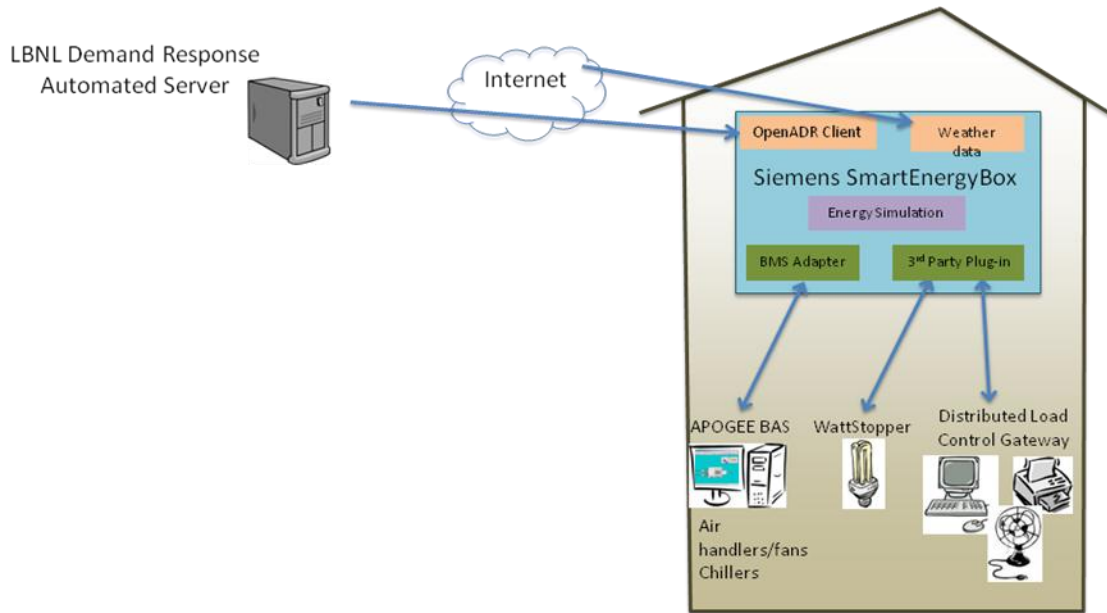 LBNL Demand Response
Automated Server
Internet
OpenADR Client
Weather
data
Siemens SmartEnergyBox
Energy Simulation
BMS Adapter
3rd Party Plug-in
APOGEE BAS
WattStopper
Distributed Load
Control Gateway
Air
handlers/fans
Chillers